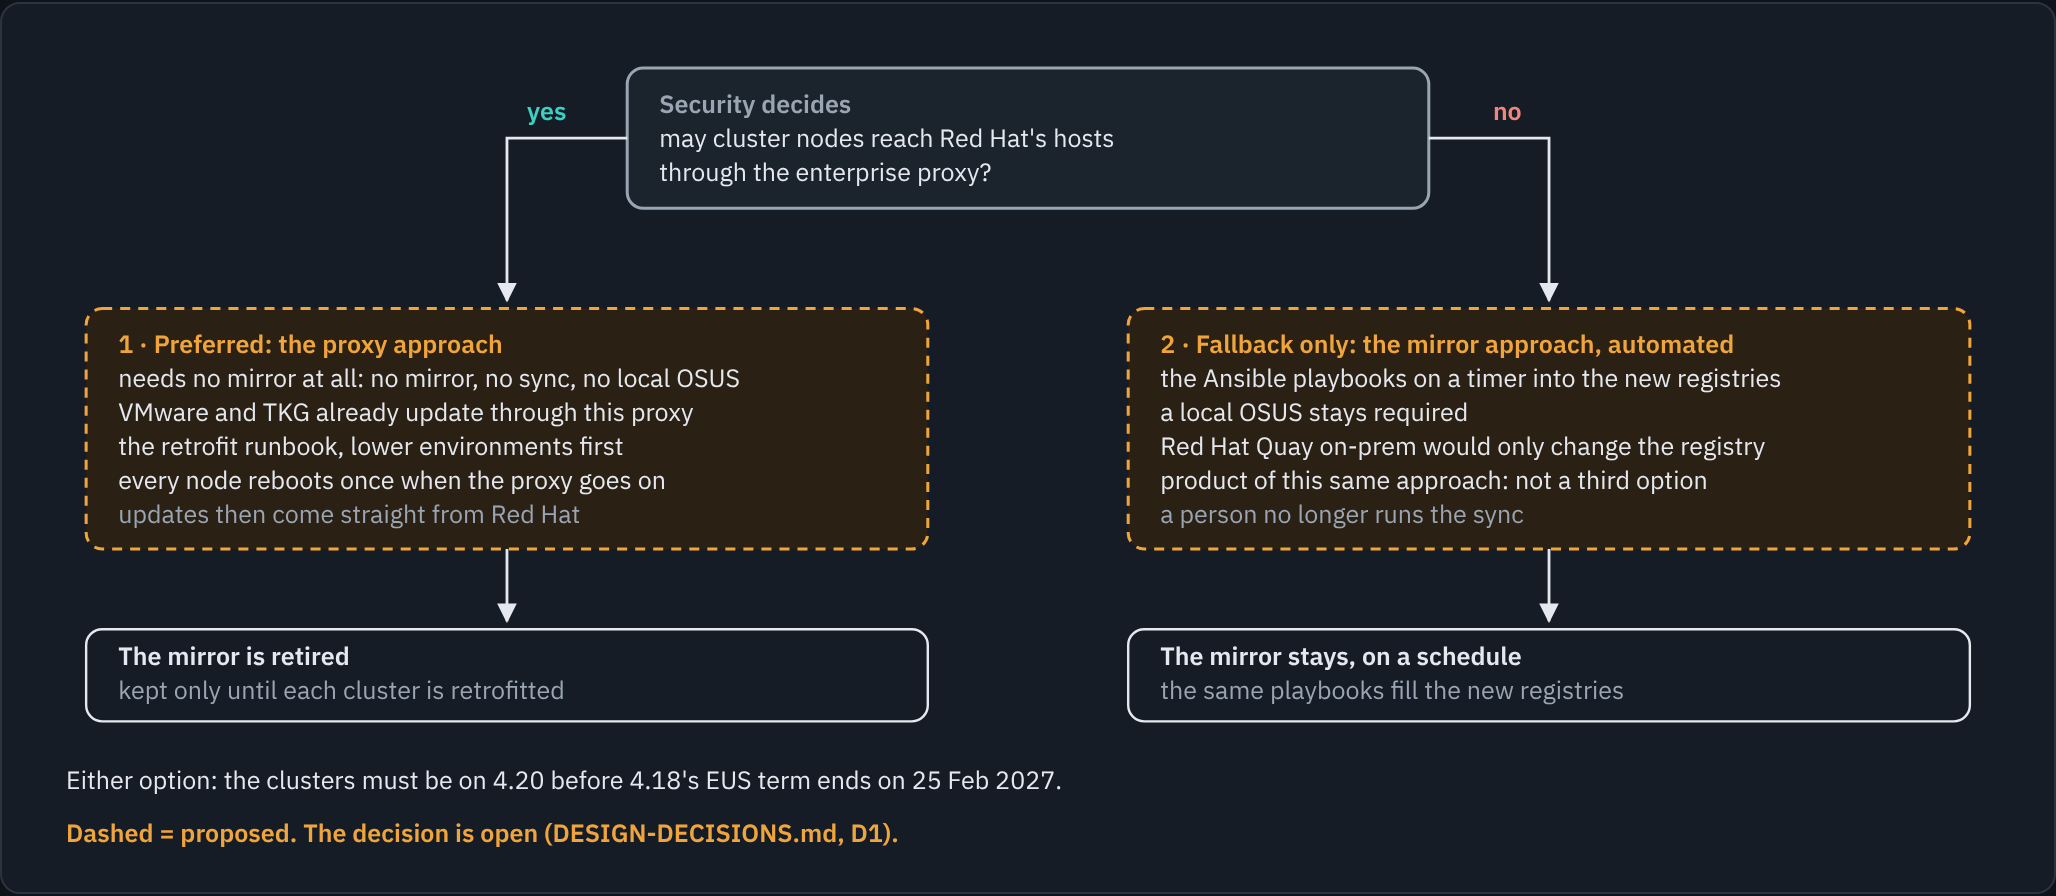 yes
Security decides
may cluster nodes reach Red Hat's hosts
through the enterprise proxy?
no
1 · Preferred: the proxy approach
needs no mirror at all: no mirror, no sync, no local OSUS
VMware and TKG already update through this proxy
the retrofit runbook, lower environments first
every node reboots once when the proxy goes on
updates then come straight from Red Hat
2 · Fallback only: the mirror approach, automated
the Ansible playbooks on a timer into the new registries
a local OSUS stays required
Red Hat Quay on-prem would only change the registry
product of this same approach: not a third option
a person no longer runs the sync
The mirror is retired
kept only until each cluster is retrofitted
The mirror stays, on a schedule
the same playbooks fill the new registries
Either option: the clusters must be on 4.20 before 4.18's EUS term ends on 25 Feb 2027.
Dashed = proposed. The decision is open (DESIGN-DECISIONS.md, D1).